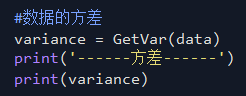 #数据的方差
variance = GetVar(data)
print('------方差------')
print(variance)